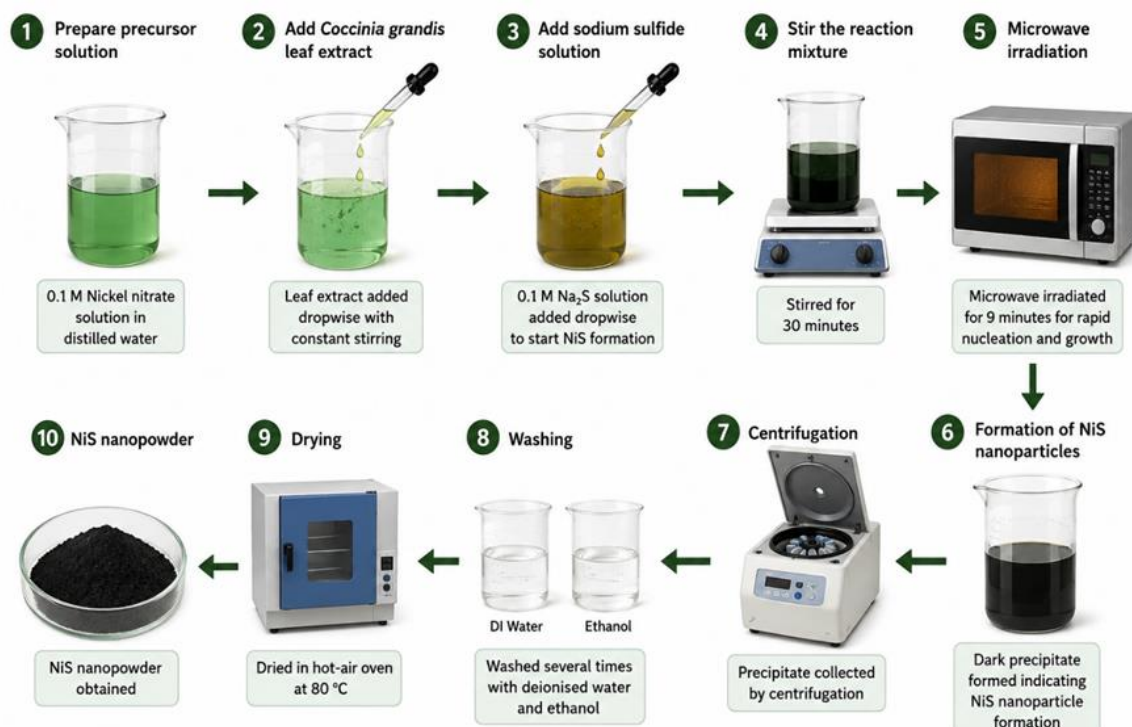 1 Prepare precursor
solution
0.1 M Nickel nitrate
solution in
distilled water
2 Add Coccinia grandis
leaf extract
Leaf extract added
dropwise with
constant stirring
3 Add sodium sulfide
solution
0.1 M Na₂S solution
added dropwise
to start NiS formation
4 Stir the reaction
mixture
Stirred for
30 minutes
5 Microwave
irradiation
Microwave irradiated
for 9 minutes for rapid
nucleation and growth
6 Formation of NiS
nanoparticles
Dark precipitate
formed indicating
NiS nanoparticle
formation
7 Centrifugation
Precipitate collected
by centrifugation
8 Washing
DI Water
Ethanol
Washed several times
with deionised water
and ethanol
9 Drying
Dried in hot-air oven
at 80 °C
10 NiS nanopowder
NiS nanopowder
obtained